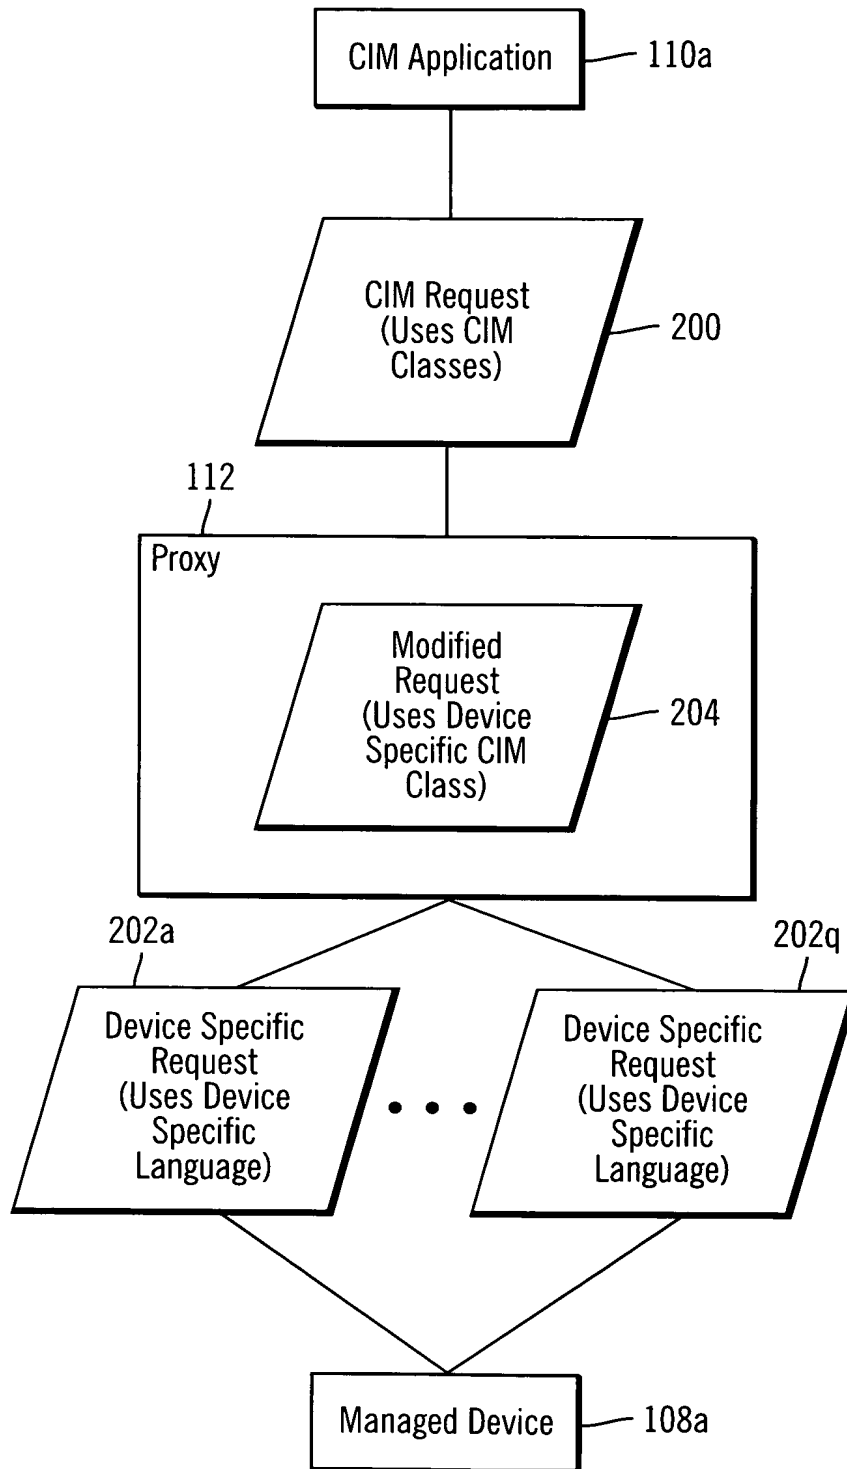 CIM Application
110a
CIM Request
(Uses CIM
Classes)
200
112
Proxy
Modified
Request
(Uses Device
Specific CIM
Class)
204
202a
202q
Device Specific
Request
(Uses Device
Specific
Language)
Device Specific
Request
(Uses Device
Specific
Language)
Managed Device
108a